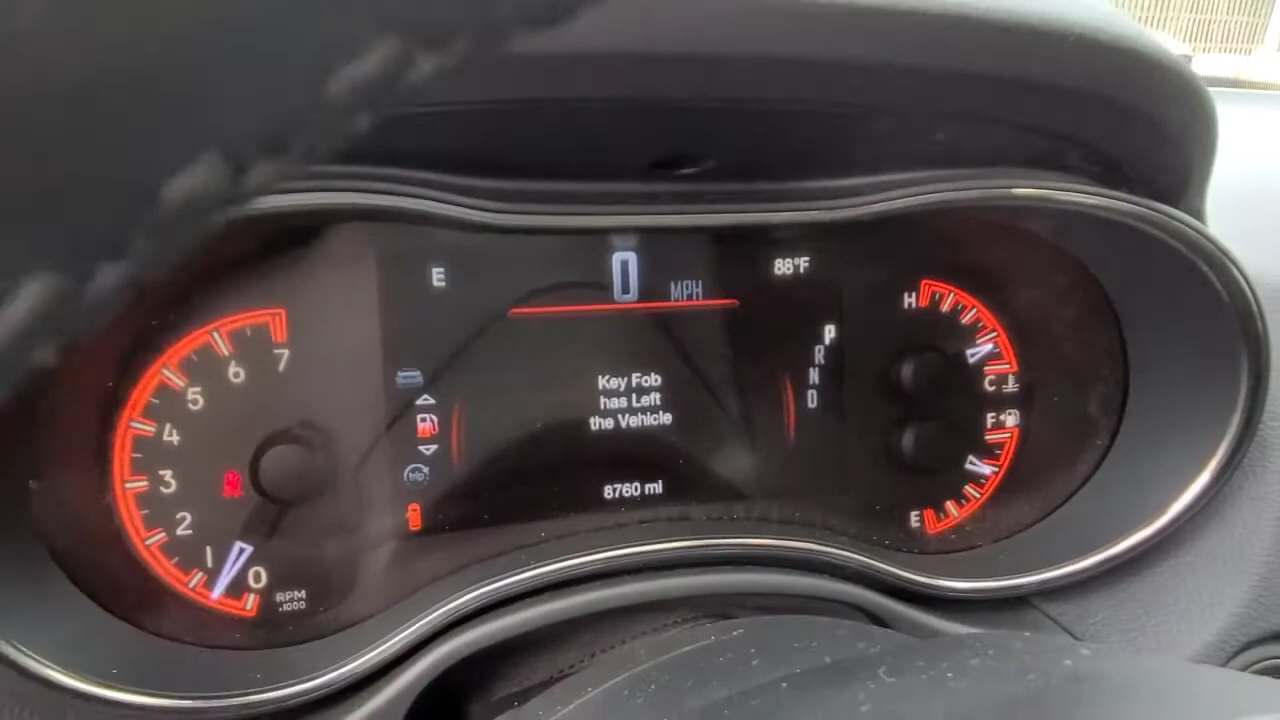 E
0 MPH
88°F
P
R
N
D
Key Fob
has Left
the Vehicle
8760 mi
trip
7
6
5
4
3
2
1
0
RPM
x1000
H
C
F
E